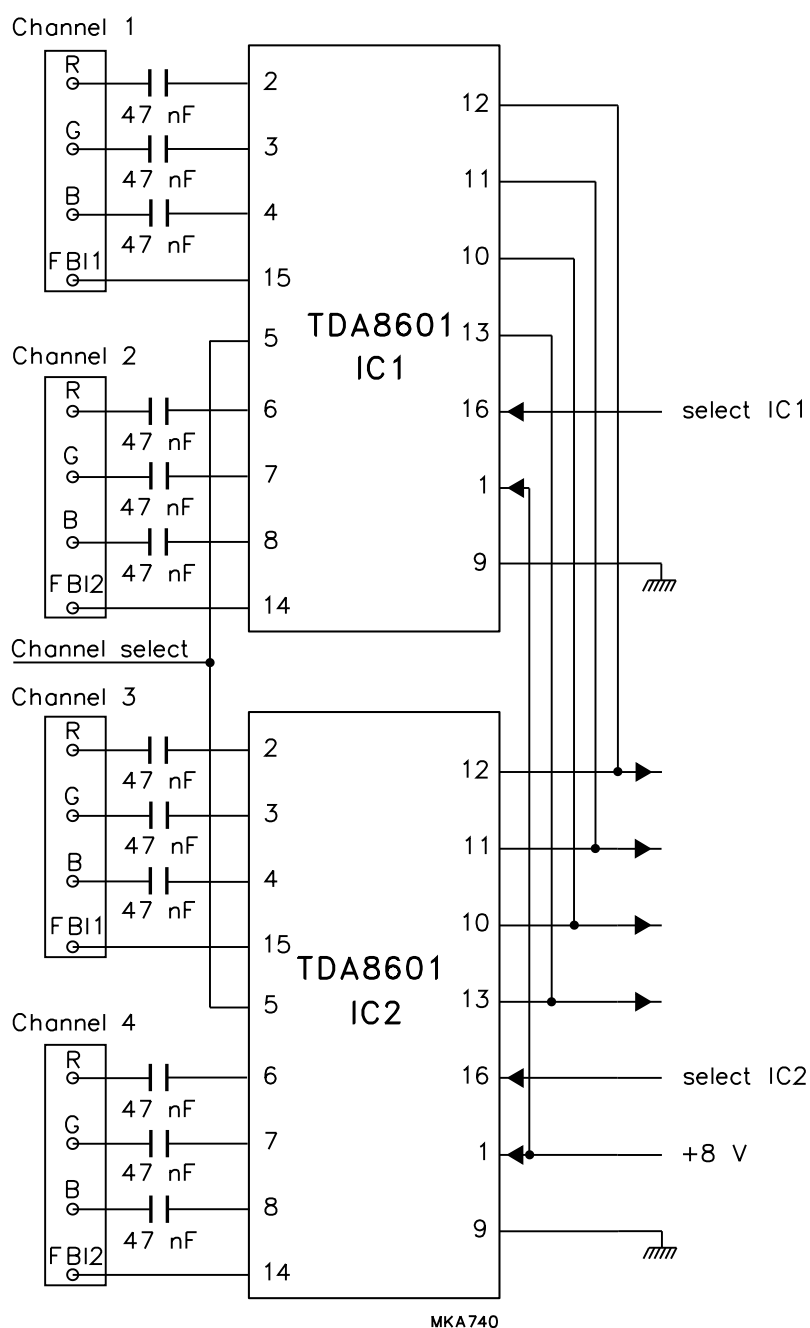 Channel 1
R
2
47 nF
12
G
3
47 nF
11
B
4
47 nF
10
FBI1
15
TDA8601
IC1
13
5
Channel 2
R
6
16
select IC1
47 nF
G
7
1
47 nF
B
8
9
47 nF
FBI2
14
Channel select
Channel 3
R
2
12
47 nF
G
3
11
47 nF
B
4
10
47 nF
FBI1
15
TDA8601
IC2
13
5
Channel 4
R
6
16
select IC2
47 nF
G
7
1
+8 V
47 nF
B
8
9
47 nF
FBI2
14
MKA740